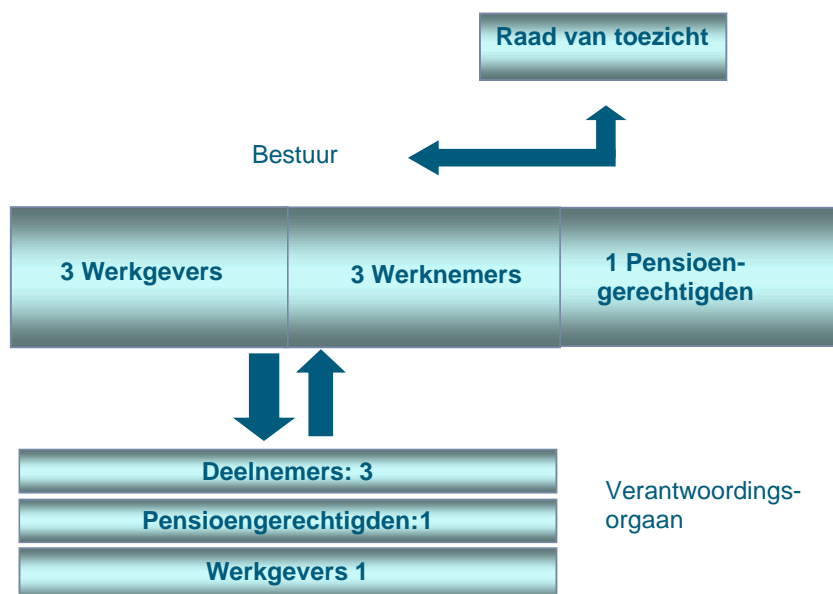 Raad van toezicht
Bestuur
3 Werkgevers
3 Werknemers
1 Pensioen-
gerechtigden
Deelnemers: 3
Pensioengerechtigden:1
Werkgevers 1
Verantwoordings-
orgaan